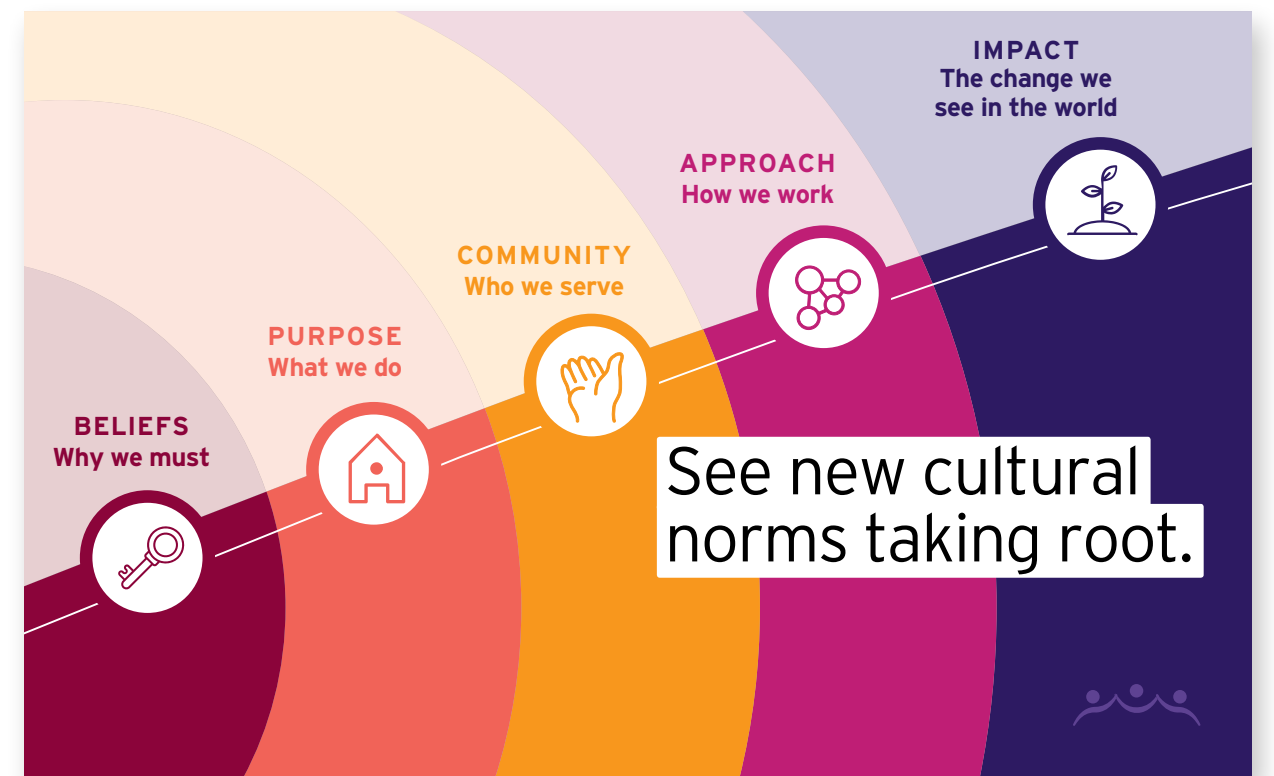 IMPACT
The change we
see in the world
APPROACH
How we work
COMMUNITY
Who we serve
PURPOSE
What we do
BELIEFS
Why we must
See new cultural
norms taking root.